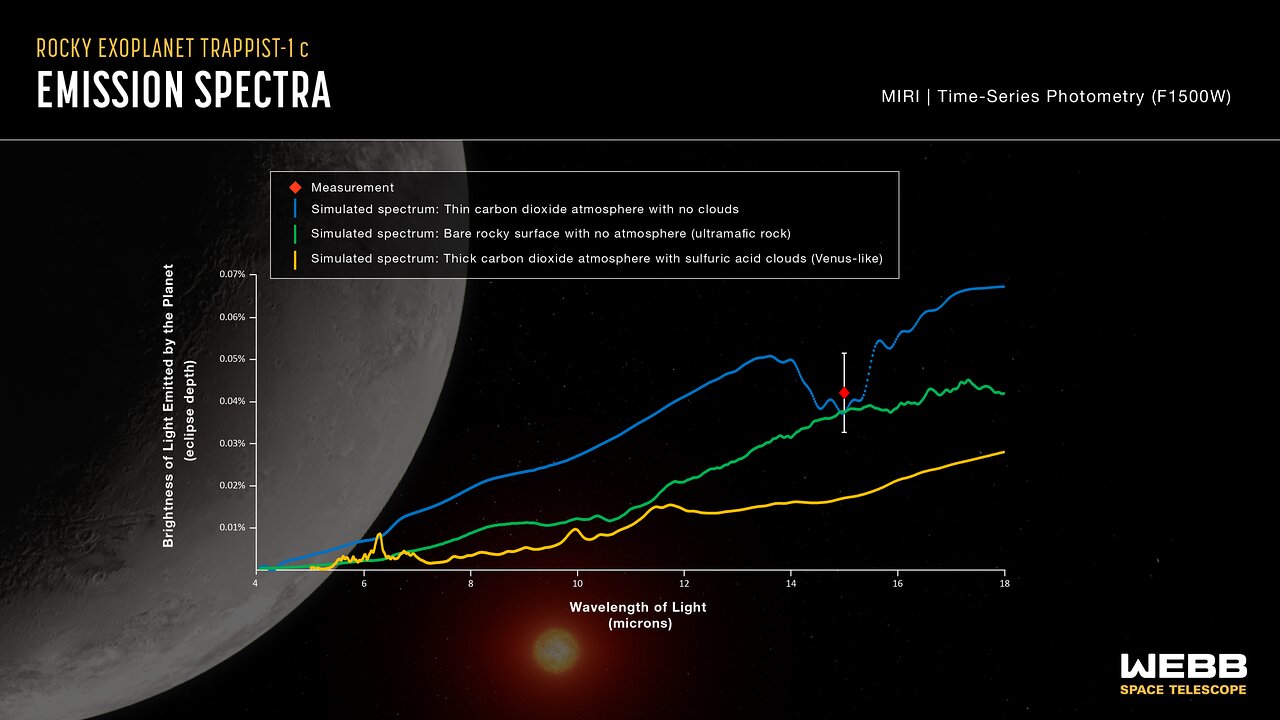 ROCKY EXOPLANET TRAPPIST-1 c
EMISSION SPECTRA
MIRI | Time-Series Photometry (F1500W)
Measurement
Simulated spectrum: Thin carbon dioxide atmosphere with no clouds
Simulated spectrum: Bare rocky surface with no atmosphere (ultramafic rock)
Simulated spectrum: Thick carbon dioxide atmosphere with sulfuric acid clouds (Venus-like)
Brightness of Light Emitted by the Planet
(eclipse depth)
0.07%
0.06%
0.05%
0.04%
0.03%
0.02%
0.01%
4 6 8 10 12 14 16 18
Wavelength of Light
(microns)
WEBB
SPACE TELESCOPE